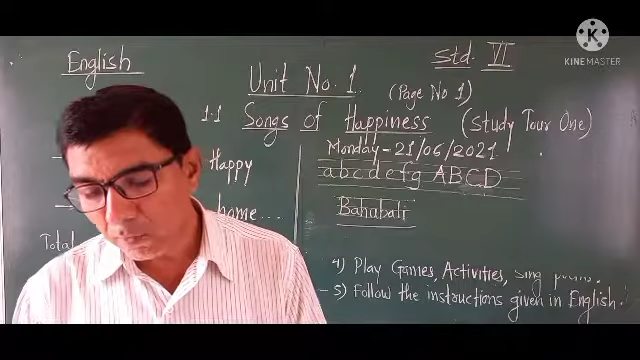 English
Std. VI
KINEMASTER
Unit No. 1
(Page No 1)
1.1 Songs of Happiness (Study Tour One)
Monday - 21/06/2021
Happy
abcdefg ABCD
home...
Bahabali
Total
4) Play Games, Activities, Sing
5) Follow the instructions given in English.